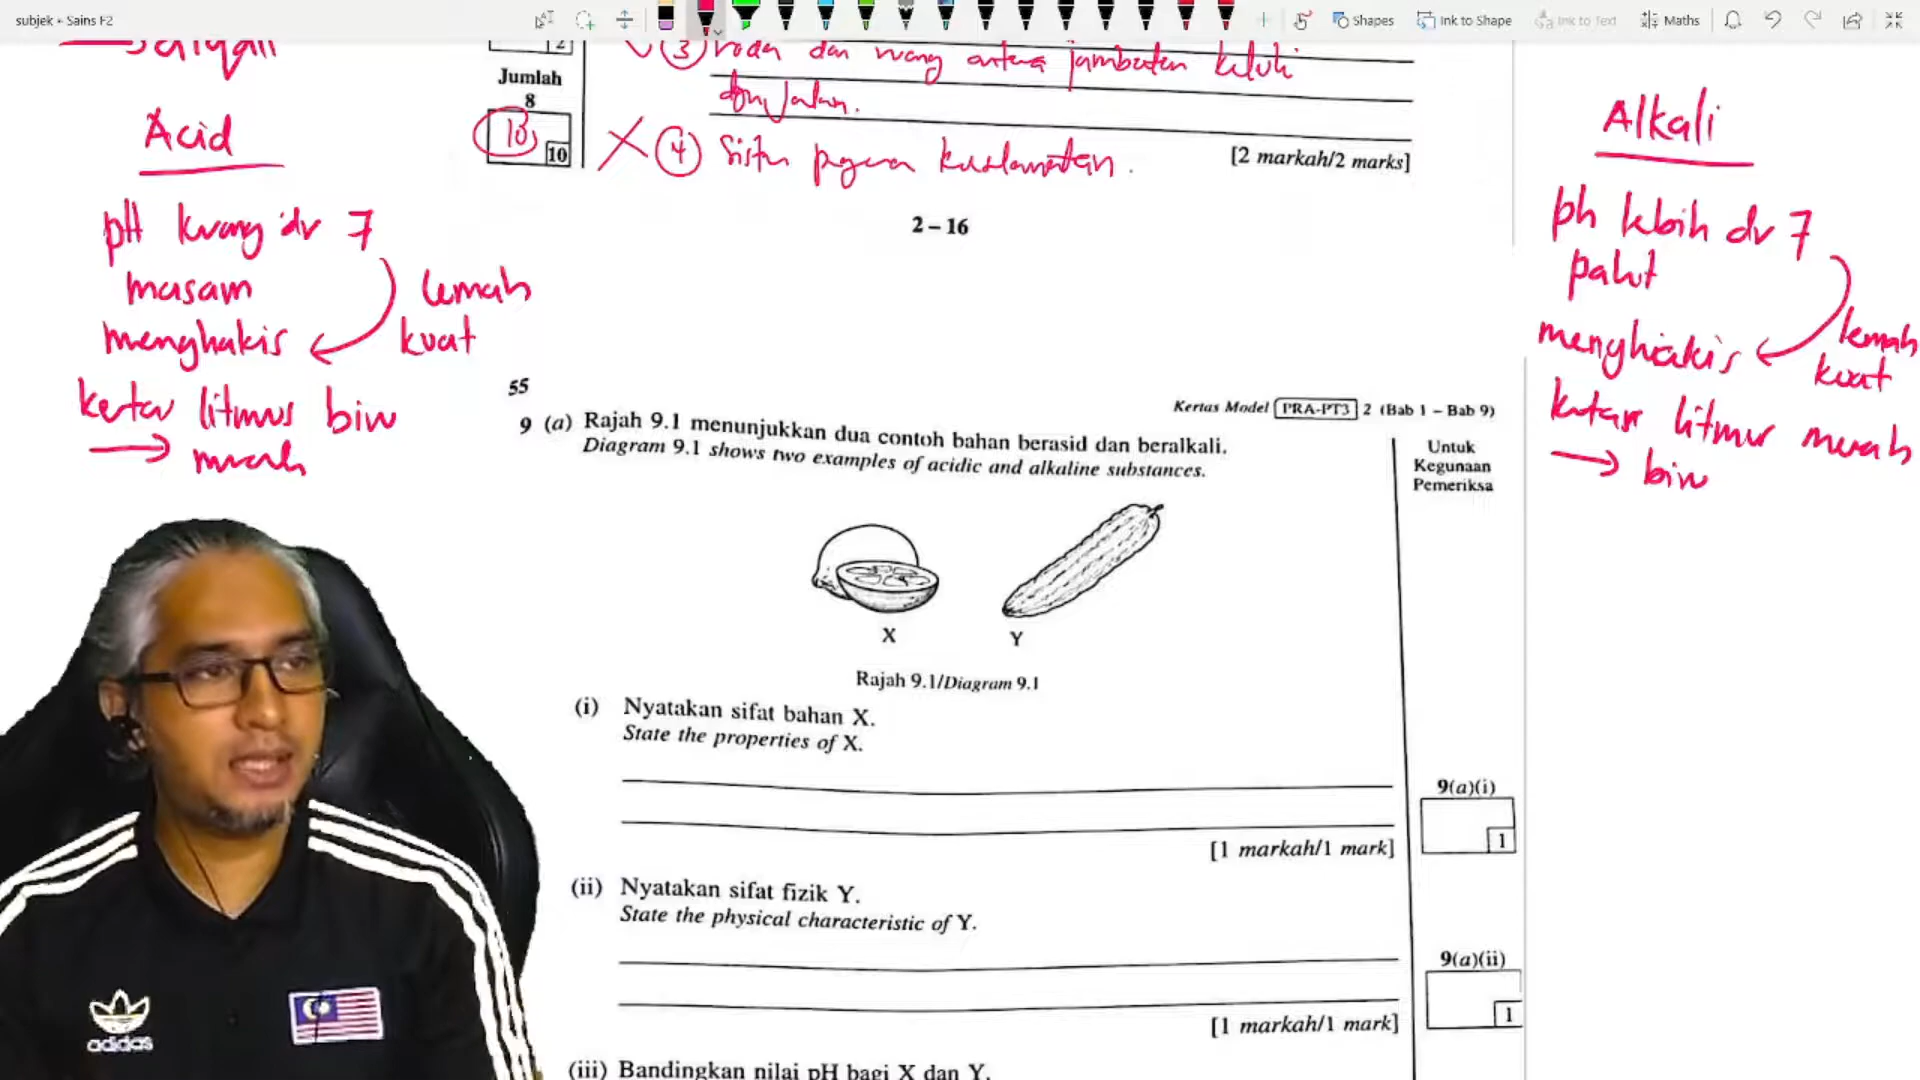 subjek - Sains F2
Shapes
Ink to Shape
Ink to Text
Maths
2
Jumlah
8
10
10
3 roda dan ruang antara jambatan keluli
dan Jalan.
4 Sistem kuslamatan.
[2 markah/2 marks]
2 – 16
Acid
pH kurang dr 7
masam
menghakis
lemah
kuat
kertas litmus biru
→ merah
Alkali
ph lebih dr 7
pahit
menghakis
lemah
kuat
kertas litmus merah
→ biru
55
Kertas Model PRA-PT3 2 (Bab 1 – Bab 9)
9 (a) Rajah 9.1 menunjukkan dua contoh bahan berasid dan beralkali.
Diagram 9.1 shows two examples of acidic and alkaline substances.
Untuk
Kegunaan
Pemeriksa
X
Y
Rajah 9.1/Diagram 9.1
(i) Nyatakan sifat bahan X.
State the properties of X.
9(a)(i)
1
[1 markah/1 mark]
(ii) Nyatakan sifat fizik Y.
State the physical characteristic of Y.
9(a)(ii)
1
[1 markah/1 mark]
(iii) Bandingkan nilai pH bagi X dan Y.
adidas